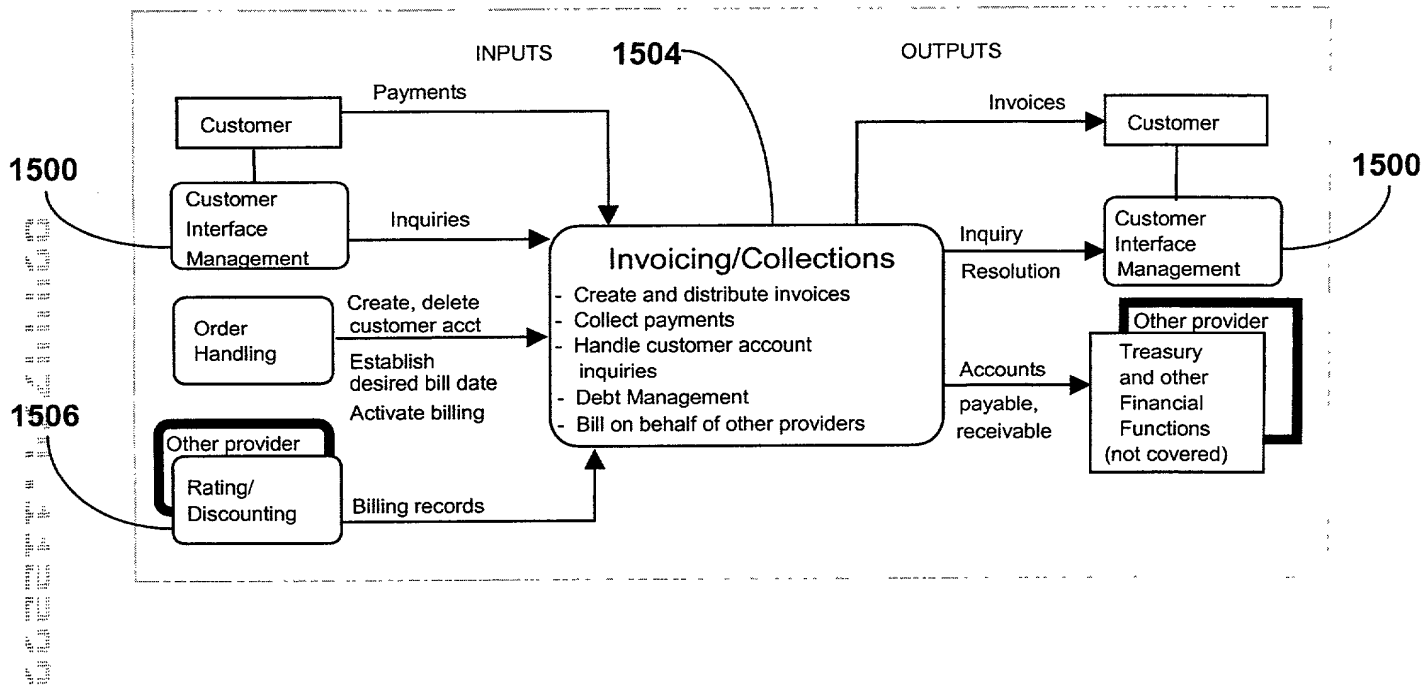 INPUTS
1504
OUTPUTS
Payments
Customer
1500
Customer
Interface
Management
Inquiries
Order
Handling
Create, delete
customer acct
Establish
desired bill date
Activate billing
1506
Other provider
Rating/
Discounting
Billing records
Invoicing/Collections
- Create and distribute invoices
- Collect payments
- Handle customer account
inquiries
- Debt Management
- Bill on behalf of other providers
Invoices
Customer
1500
Inquiry
Resolution
Customer
Interface
Management
Accounts
payable,
receivable
Other provider
Treasury
and other
Financial
Functions
(not covered)